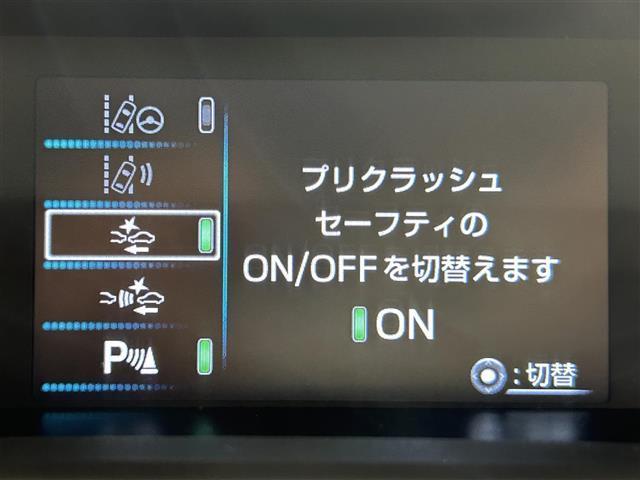 プリクラッシュ
セーフティの
ON/OFFを切替えます
ON
P
:切替